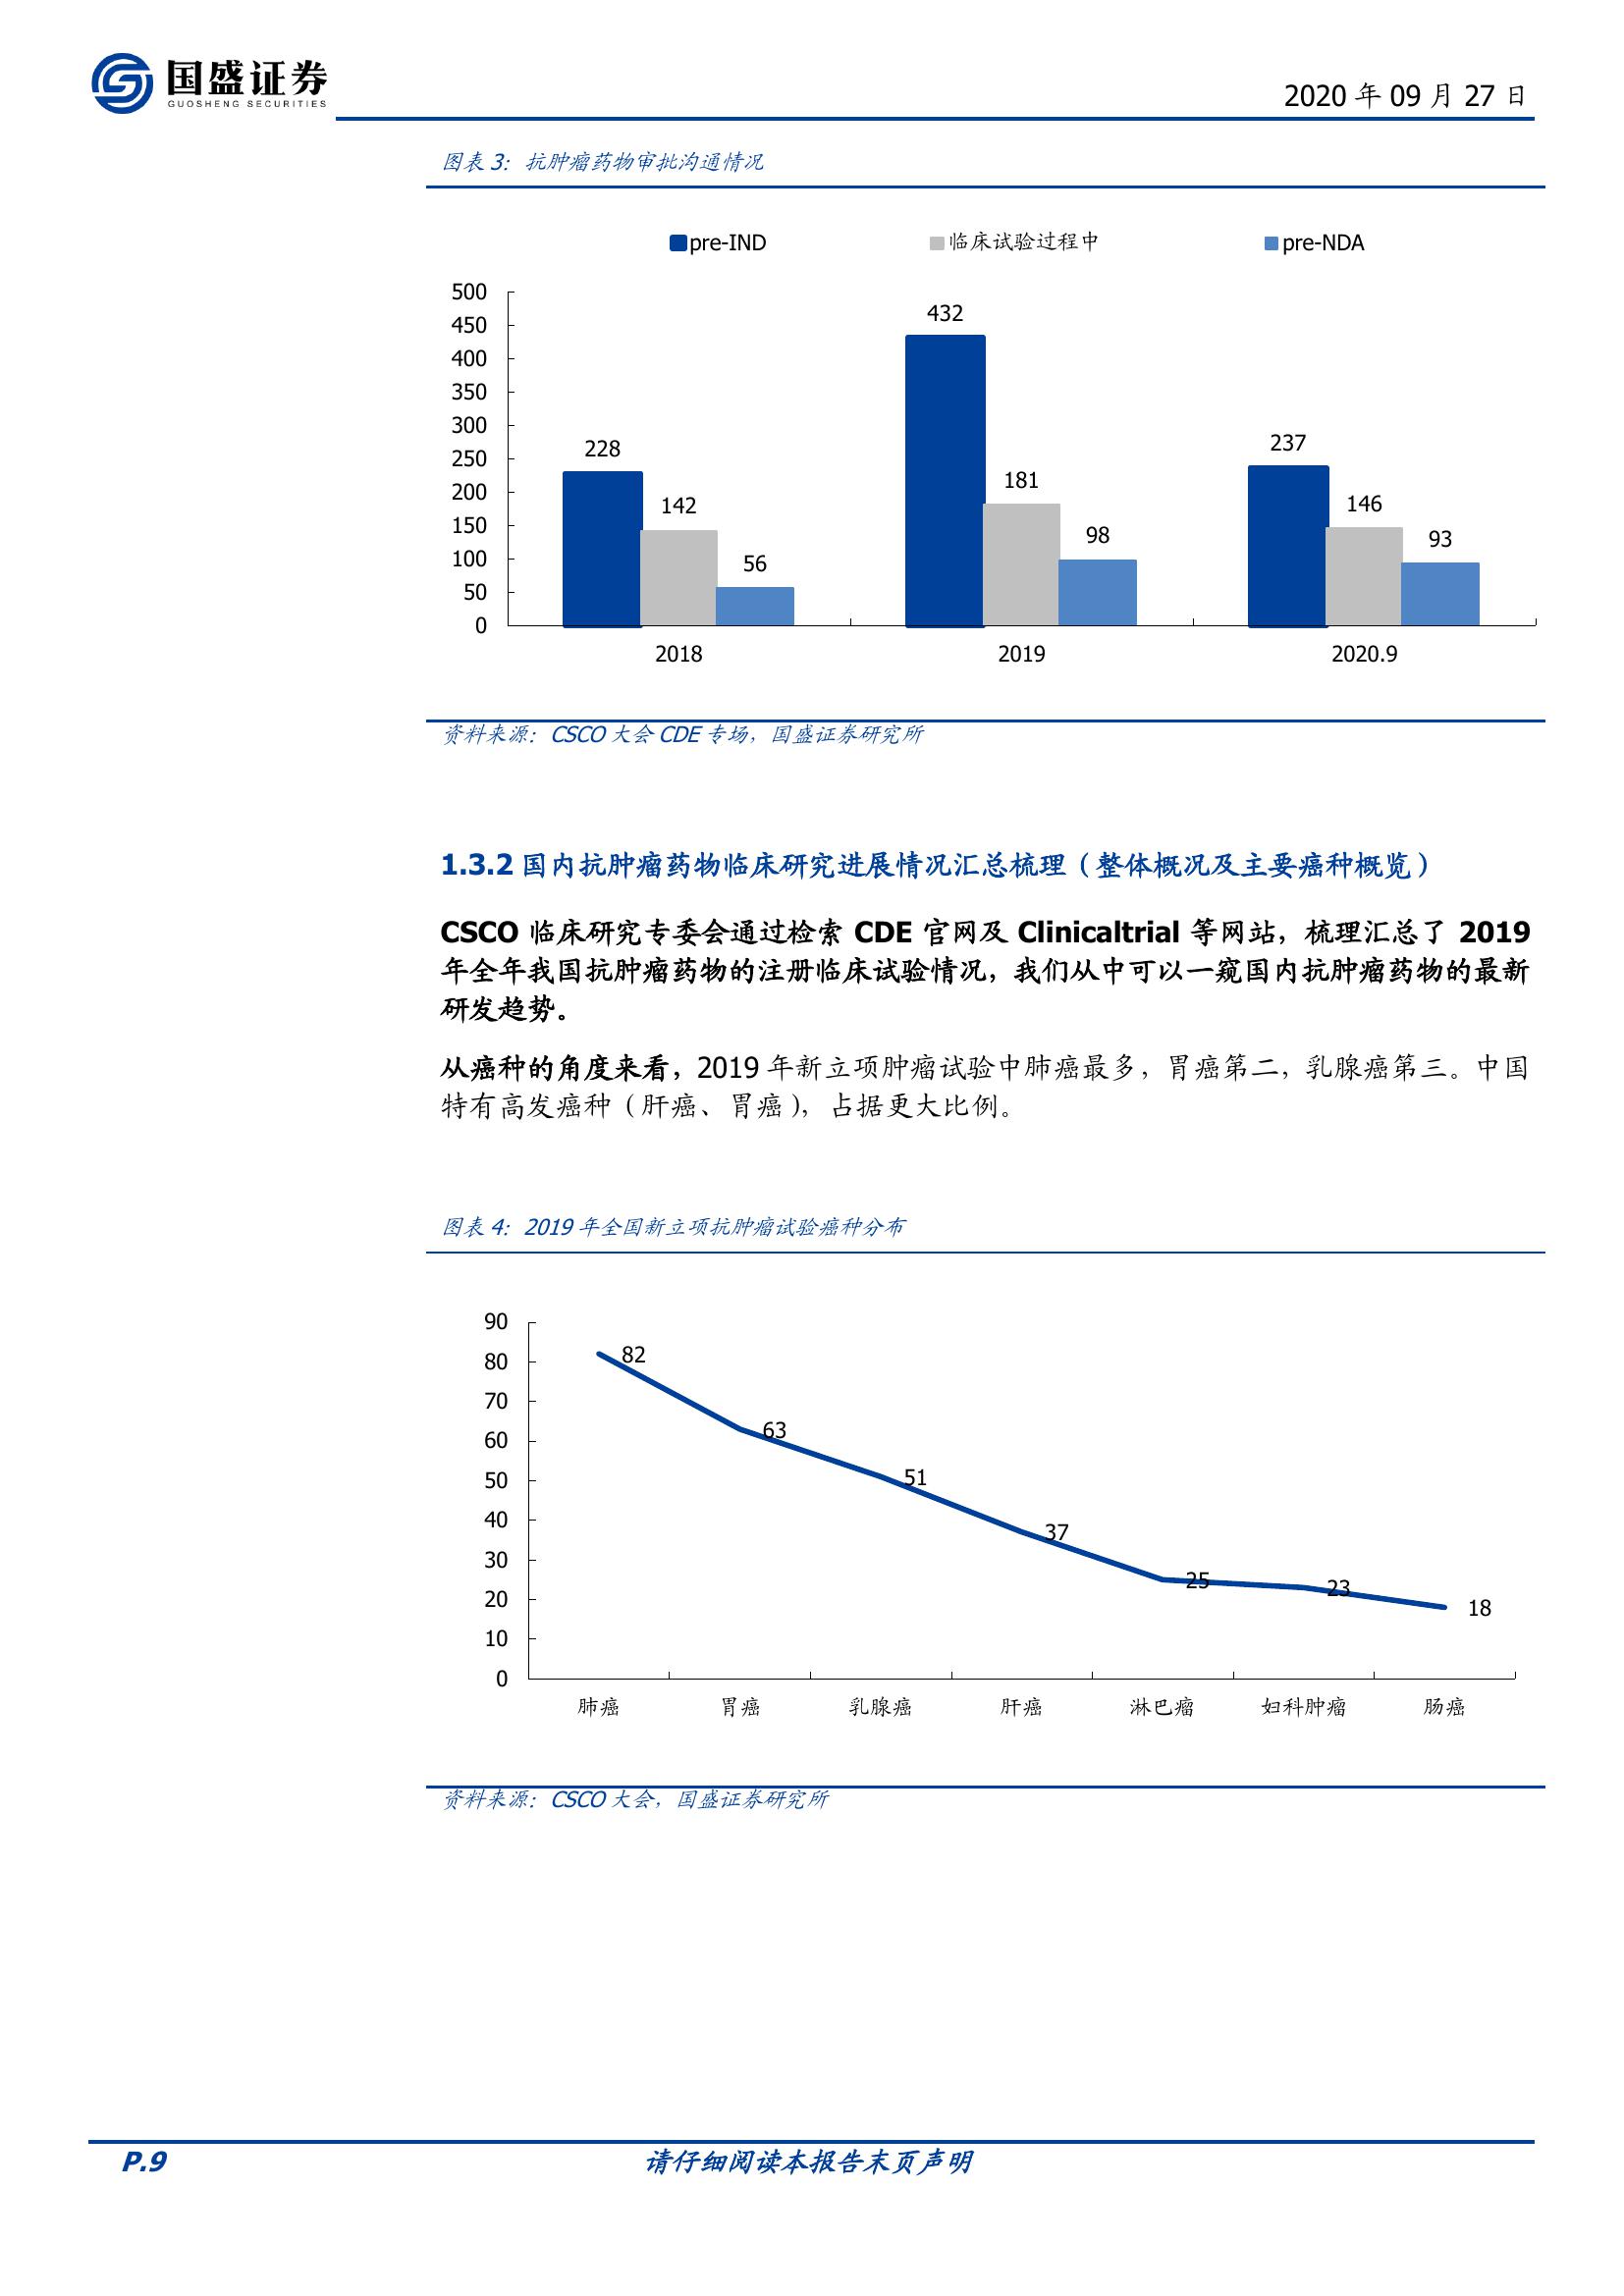 国盛证券
GUOSHENG SECURITIES
2020 年 09 月 27 日
图表 3：抗肿瘤药物审批沟通情况
pre-IND 临床试验过程中 pre-NDA
500
450
400
350
300
250
200
150
100
50
0
228
142
56
432
181
98
237
146
93
2018 2019 2020.9
资料来源：CSCO 大会 CDE 专场，国盛证券研究所
1.3.2 国内抗肿瘤药物临床研究进展情况汇总梳理（整体概况及主要癌种概览）
CSCO 临床研究专委会通过检索 CDE 官网及 Clinicaltrial 等网站，梳理汇总了 2019
年全年我国抗肿瘤药物的注册临床试验情况，我们从中可以一窥国内抗肿瘤药物的最新
研发趋势。
从癌种的角度来看，2019 年新立项肿瘤试验中肺癌最多，胃癌第二，乳腺癌第三。中国
特有高发癌种（肝癌、胃癌），占据更大比例。
图表 4：2019 年全国新立项抗肿瘤试验癌种分布
90
80
70
60
50
40
30
20
10
0
82
63
51
37
25
23
18
肺癌 胃癌 乳腺癌 肝癌 淋巴瘤 妇科肿瘤 肠癌
资料来源：CSCO 大会，国盛证券研究所
P.9 请仔细阅读本报告末页声明